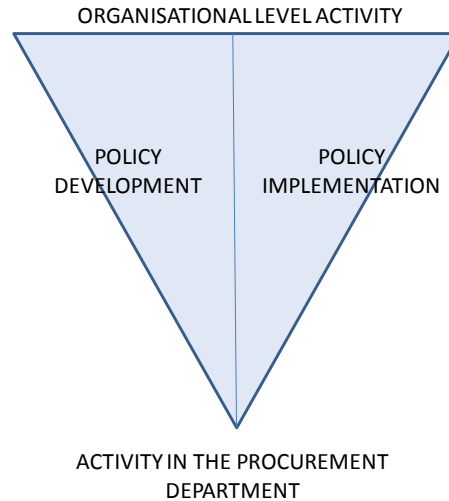 ORGANISATIONAL LEVEL ACTIVITY
POLICY
DEVELOPMENT
POLICY
IMPLEMENTATION
ACTIVITY IN THE PROCUREMENT
DEPARTMENT